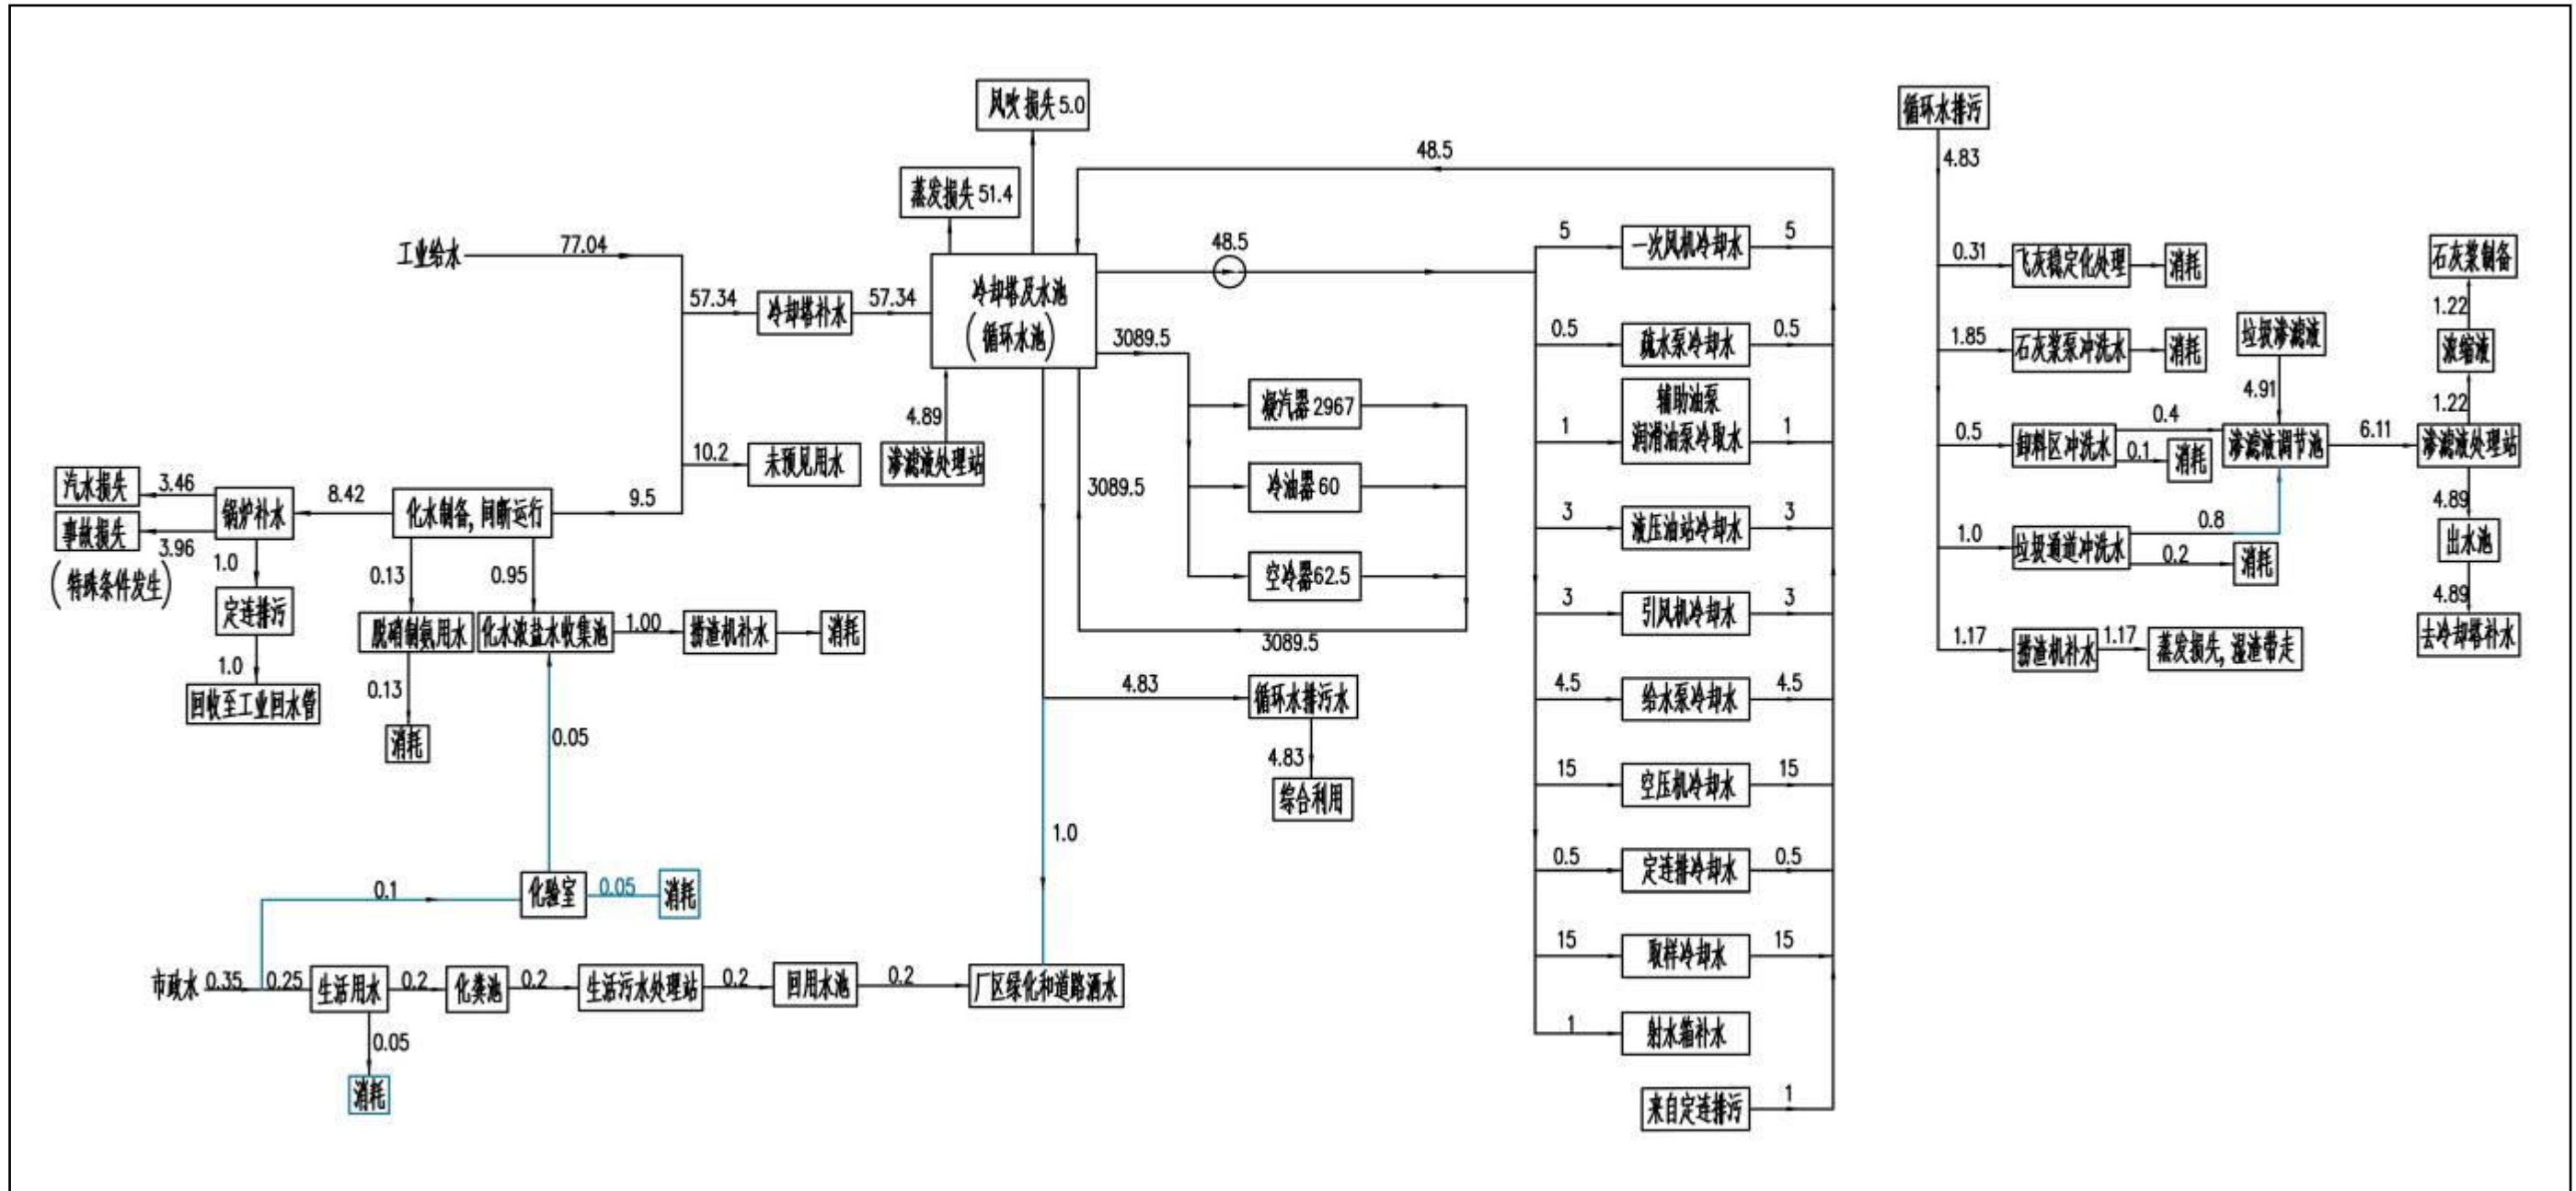 风吹损失5.0
蒸发损失51.4
48.5
工业给水
77.04
57.34
冷却塔补水
57.34
冷却塔及水池
(循环水池)
48.5
3089.5
凝汽器2967
冷油器60
空冷器62.5
3089.5
3089.5
4.89
渗滤液处理站
10.2
未预见用水
9.5
化水制备,间断运行
8.42
锅炉补水
3.46
汽水损失
3.96
事故损失
(特殊条件发生)
1.0
定连排污
1.0
回收至工业回水管
0.13
脱硝制氨用水
0.13
消耗
0.95
化水浓盐水收集池
1.00
捞渣机补水
消耗
0.05
化验室
0.05
消耗
0.1
市政水
0.35
0.25
生活用水
0.05
消耗
0.2
化粪池
0.2
生活污水处理站
0.2
回用水池
0.2
厂区绿化和道路洒水
1.0
4.83
循环水排污水
4.83
综合利用
5
一次风机冷却水
5
0.5
疏水泵冷却水
0.5
1
辅助油泵
润滑油泵冷取水
1
3
液压油站冷却水
3
3
引风机冷却水
3
4.5
给水泵冷却水
4.5
15
空压机冷却水
15
0.5
定连排冷却水
0.5
15
取样冷却水
15
1
射水箱补水
来自定连排污
1
循环水排污
4.83
0.31
飞灰稳定化处理
消耗
1.85
石灰浆泵冲洗水
消耗
0.5
卸料区冲洗水
0.4
0.1
消耗
1.0
垃圾通道冲洗水
0.8
0.2
消耗
1.17
捞渣机补水
1.17
蒸发损失,湿渣带走
垃圾渗滤液
4.91
渗滤液调节池
6.11
渗滤液处理站
1.22
浓缩液
1.22
石灰浆制备
4.89
出水池
4.89
去冷却塔补水